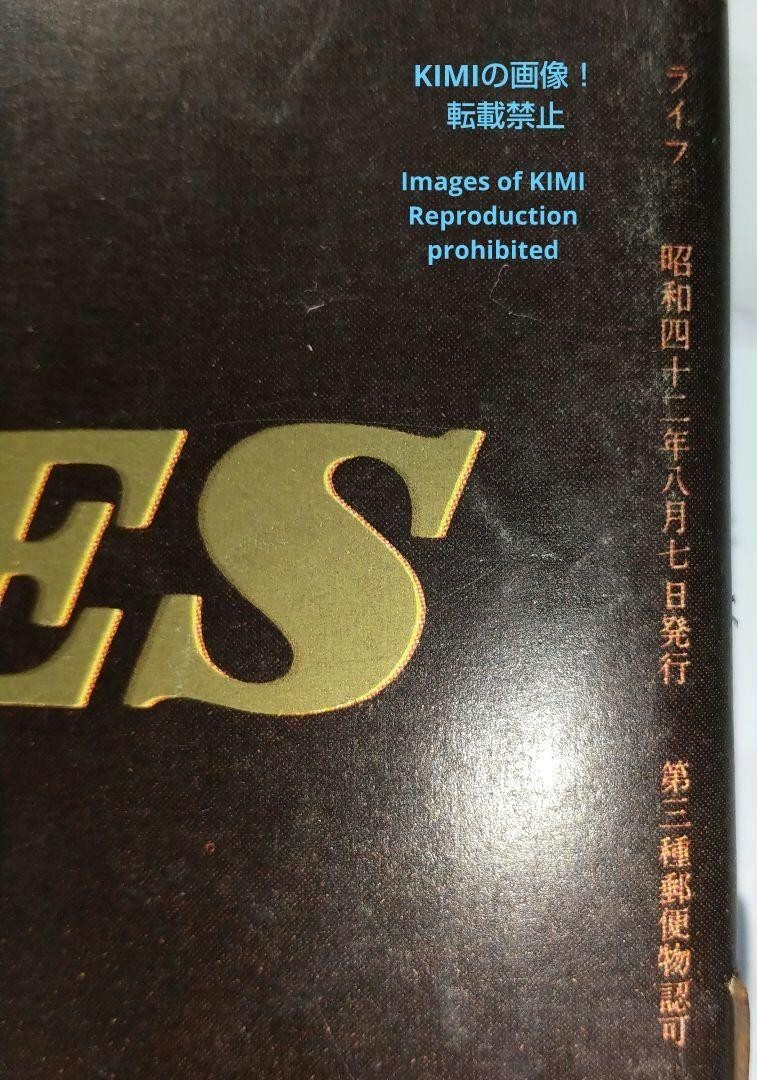 KIMIの画像！
転載禁止
Images of KIMI
Reproduction
prohibited
ES
ライフ 昭和四十二年八月七日発行 第三種郵便物認可